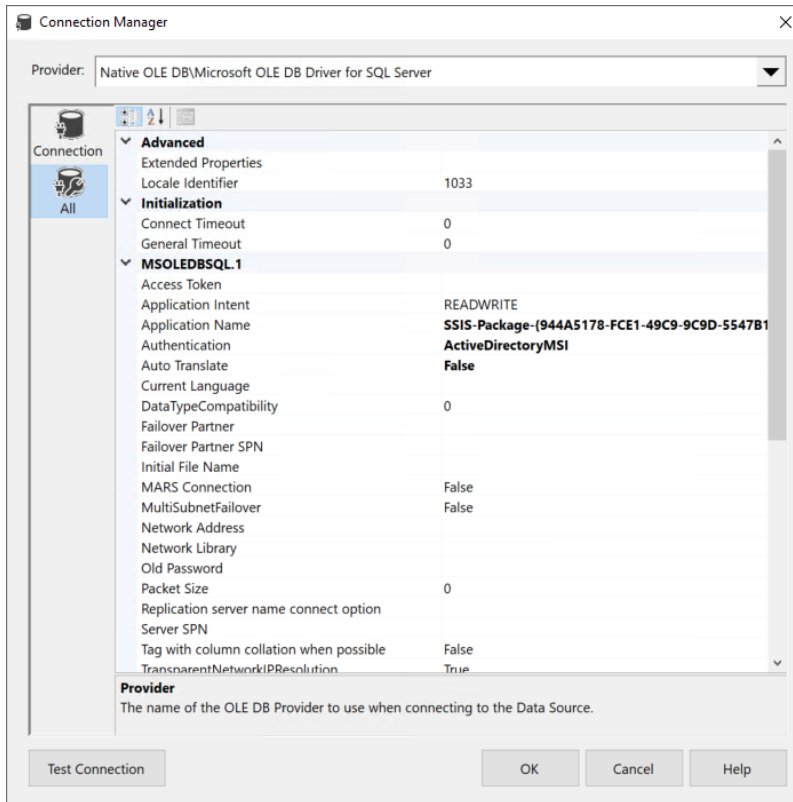 Connection Manager
Provider: Native OLE DB\Microsoft OLE DB Driver for SQL Server
Connection
All
Advanced
Extended Properties
Locale Identifier 1033
Initialization
Connect Timeout 0
General Timeout 0
MSOLEDBSQL.1
Access Token
Application Intent READWRITE
Application Name SSIS-Package-{944A5178-FCE1-49C9-9C9D-5547B1
Authentication ActiveDirectoryMSI
Auto Translate False
Current Language
DataTypeCompatibility 0
Failover Partner
Failover Partner SPN
Initial File Name
MARS Connection False
MultiSubnetFailover False
Network Address
Network Library
Old Password
Packet Size 0
Replication server name connect option
Server SPN
Tag with column collation when possible False
TransparentNetworkIPResolution True
Provider
The name of the OLE DB Provider to use when connecting to the Data Source.
Test Connection OK Cancel Help